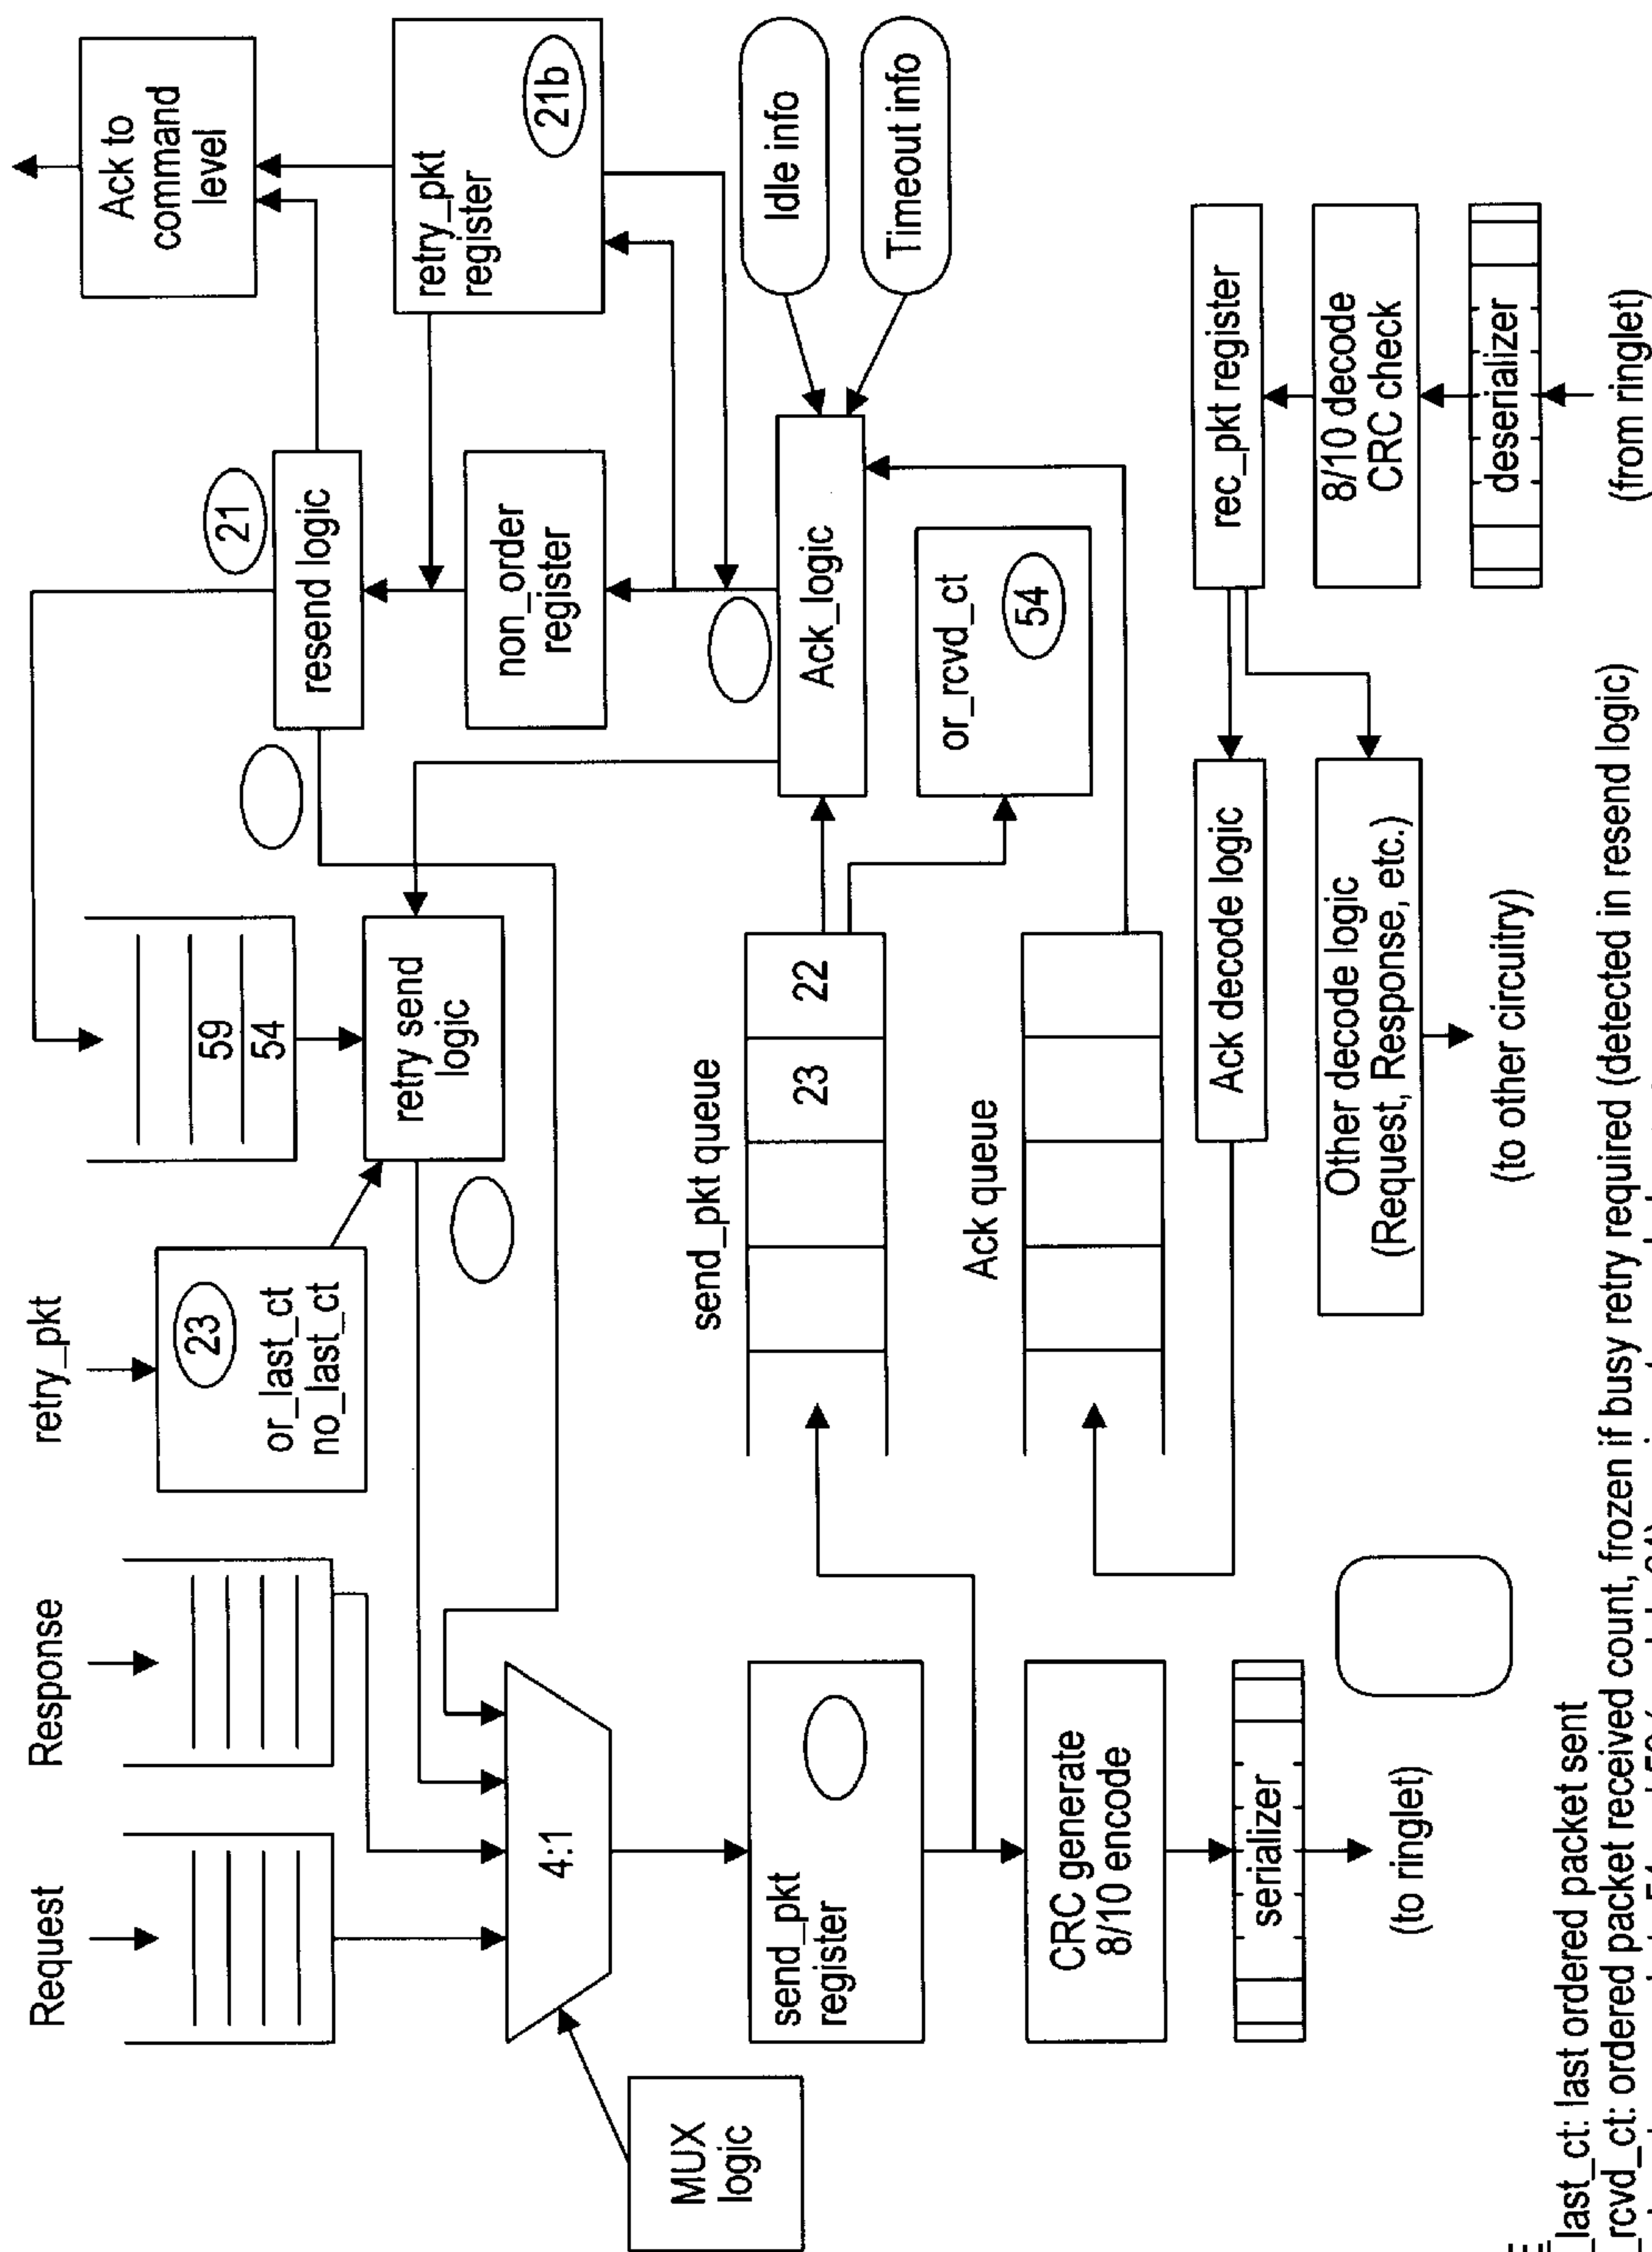 Request
Response
retry_pkt
23
or_last_ct
no_last_ct
59
54
retry send
logic
21
resend logic
Ack to
command
level
retry_pkt
register
21b
non_order
register
Idle info
Timeout info
Ack_logic
or_rcvd_ct
54
MUX
logic
4:1
send_pkt
register
CRC generate
8/10 encode
serializer
(to ringlet)
send_pkt queue
23
22
Ack queue
Ack decode logic
Other decode logic
(Request, Response, etc.)
(to other circuitry)
rec_pkt register
8/10 decode
CRC check
deserializer
(from ringlet)
_last_ct: last ordered packet sent
_rcvd_ct: ordered packet received count, frozen if busy retry required (detected in resend logic)